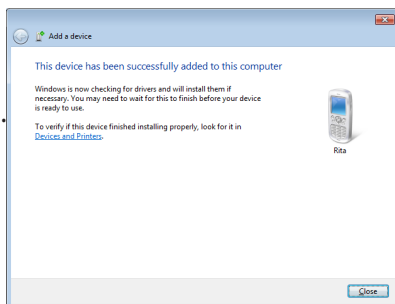 Add a device
This device has been successfully added to this computer
Windows is now checking for drivers and will install them if
necessary. You may need to wait for this to finish before your device
is ready to use.
To verify if this device finished installing properly, look for it in
Devices and Printers.
Rita
Close